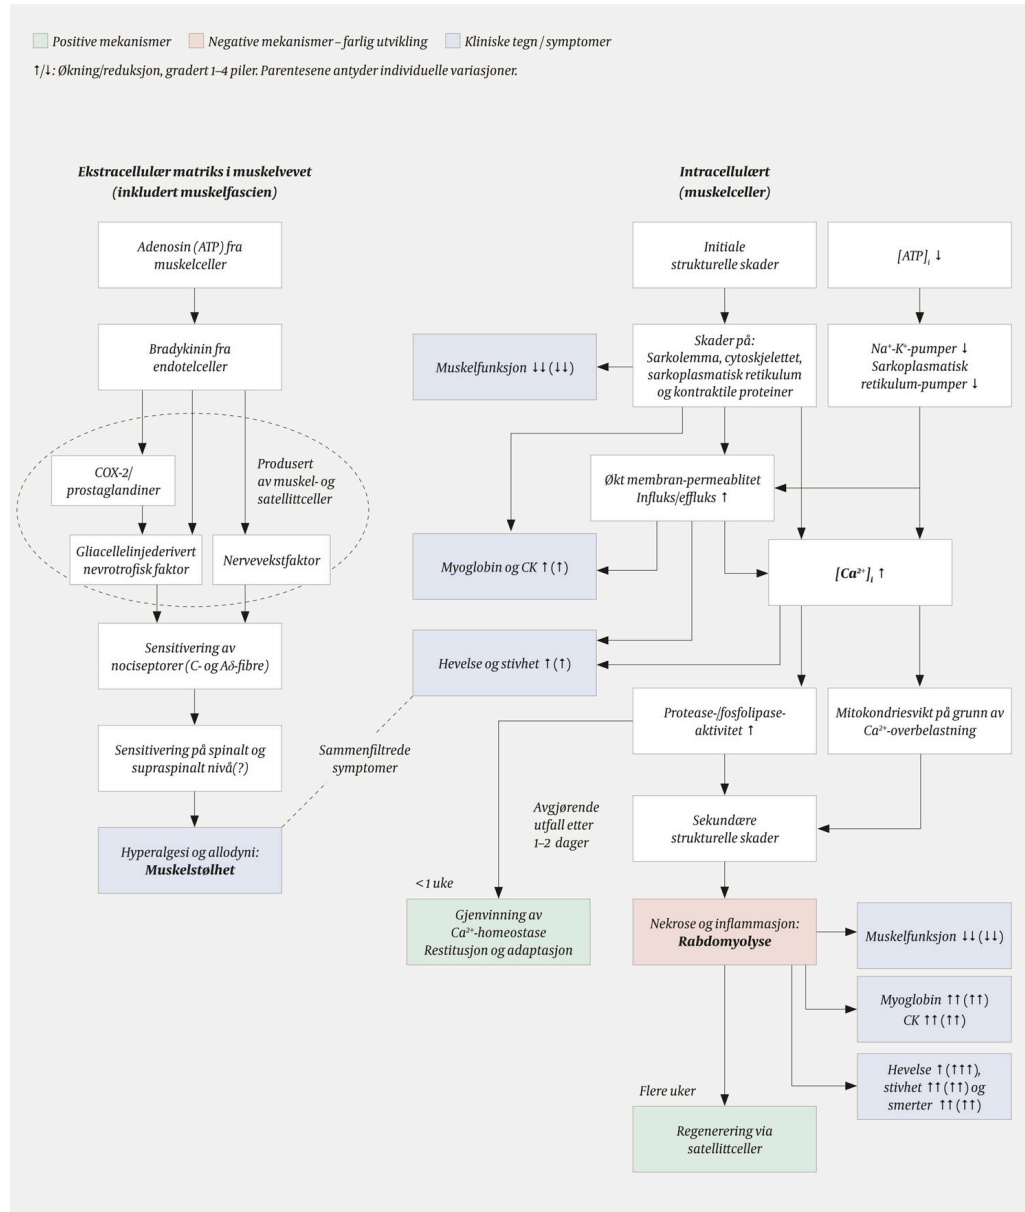 Positive mekanismer
Negative mekanismer – farlig utvikling
Kliniske tegn / symptomer
↑/↓: Økning/reduksjon, gradert 1–4 piler. Parentesene antyder individuelle variasjoner.
Ekstracellulær matriks i muskelvevet
(inkludert muskelfascien)
Adenosin (ATP) fra
muskelceller
Bradykinin fra
endotelceller
COX-2/
prostaglandiner
Produsert
av muskel- og
satellittceller
Gliacellelinjederivert
nevrotrofisk faktor
Nervevekstfaktor
Sensitivering av
nociseptorer (C- og Aδ-fibre)
Sensitivering på spinalt og
supraspinalt nivå(?)
Hyperalgesi og allodyni:
Muskelstølhet
Sammenfiltrede
symptomer
Intracellulært
(muskelceller)
Initiale
strukturelle skader
[ATP]i ↓
Muskelfunksjon ↓↓(↓↓)
Skader på:
Sarkolemma, cytoskjelettet,
sarkoplasmatisk retikulum
og kontraktile proteiner
Na⁺-K⁺-pumper ↓
Sarkoplasmatisk
retikulum-pumper ↓
Økt membran-permeablitet
Influks/effluks ↑
Myoglobin og CK ↑(↑)
[Ca²⁺]i ↑
Hevelse og stivhet ↑(↑)
Protease-/fosfolipase-
aktivitet ↑
Mitokondriesvikt på grunn av
Ca²⁺-overbelastning
Avgjørende
utfall etter
1–2 dager
Sekundære
strukturelle skader
<1 uke
Gjenvinning av
Ca²⁺-homeostase
Restitusjon og adaptasjon
Nekrose og inflammasjon:
Rabdomyolyse
Muskelfunksjon ↓↓(↓↓)
Myoglobin ↑↑(↑↑)
CK ↑↑(↑↑)
Hevelse ↑(↑↑↑),
stivhet ↑↑(↑↑) og
smerter ↑↑(↑↑)
Flere uker
Regenerering via
satellittceller